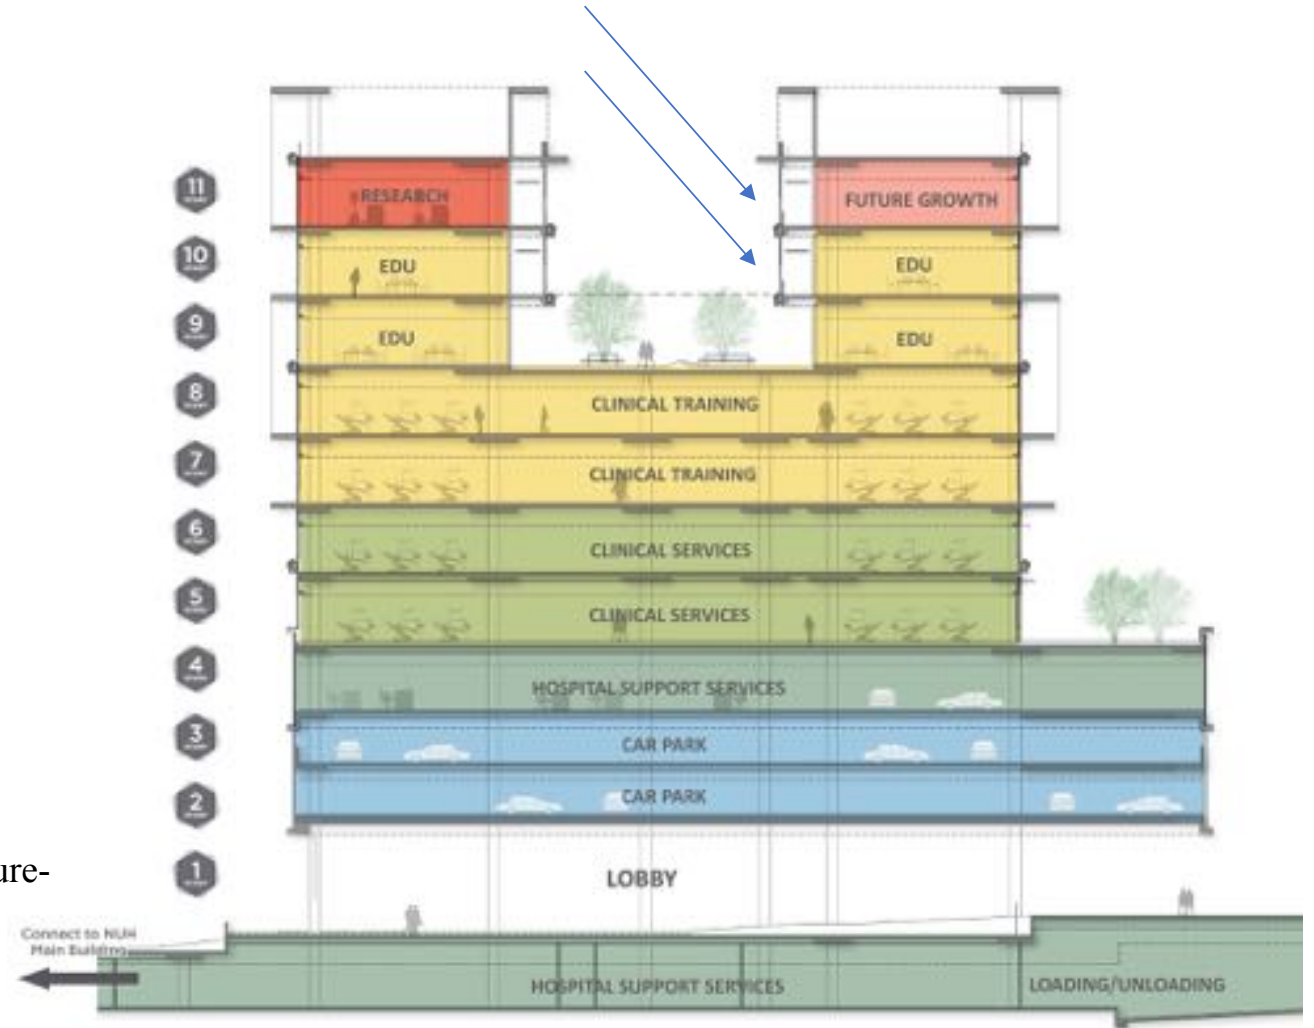 11
RESEARCH
FUTURE GROWTH
10
EDU
EDU
9
EDU
EDU
8
CLINICAL TRAINING
7
CLINICAL TRAINING
6
CLINICAL SERVICES
5
CLINICAL SERVICES
4
HOSPITAL SUPPORT SERVICES
3
CAR PARK
2
CAR PARK
ure-
1
LOBBY
Connect to NUH
Main Building
HOSPITAL SUPPORT SERVICES
LOADING/UNLOADING